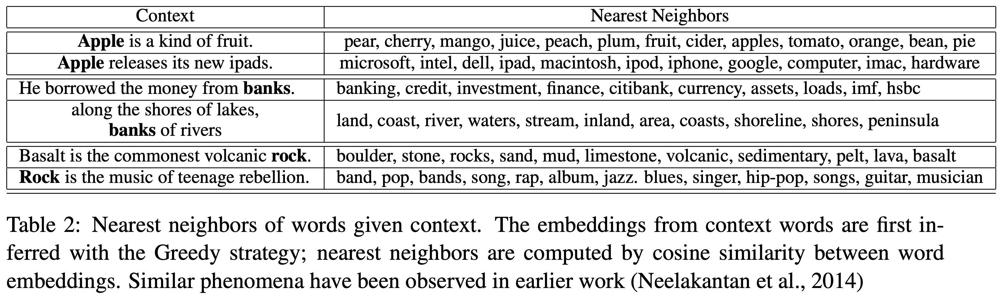 Context Nearest Neighbors
Apple is a kind of fruit. pear, cherry, mango, juice, peach, plum, fruit, cider, apples, tomato, orange, bean, pie
Apple releases its new ipads. microsoft, intel, dell, ipad, macintosh, ipod, iphone, google, computer, imac, hardware
He borrowed the money from banks. banking, credit, investment, finance, citibank, currency, assets, loads, imf, hsbc
along the shores of lakes,
banks of rivers
land, coast, river, waters, stream, inland, area, coasts, shoreline, shores, peninsula
Basalt is the commonest volcanic rock. boulder, stone, rocks, sand, mud, limestone, volcanic, sedimentary, pelt, lava, basalt
Rock is the music of teenage rebellion. band, pop, bands, song, rap, album, jazz. blues, singer, hip-pop, songs, guitar, musician
Table 2: Nearest neighbors of words given context. The embeddings from context words are first in-
ferred with the Greedy strategy; nearest neighbors are computed by cosine similarity between word
embeddings. Similar phenomena have been observed in earlier work (Neelakantan et al., 2014)